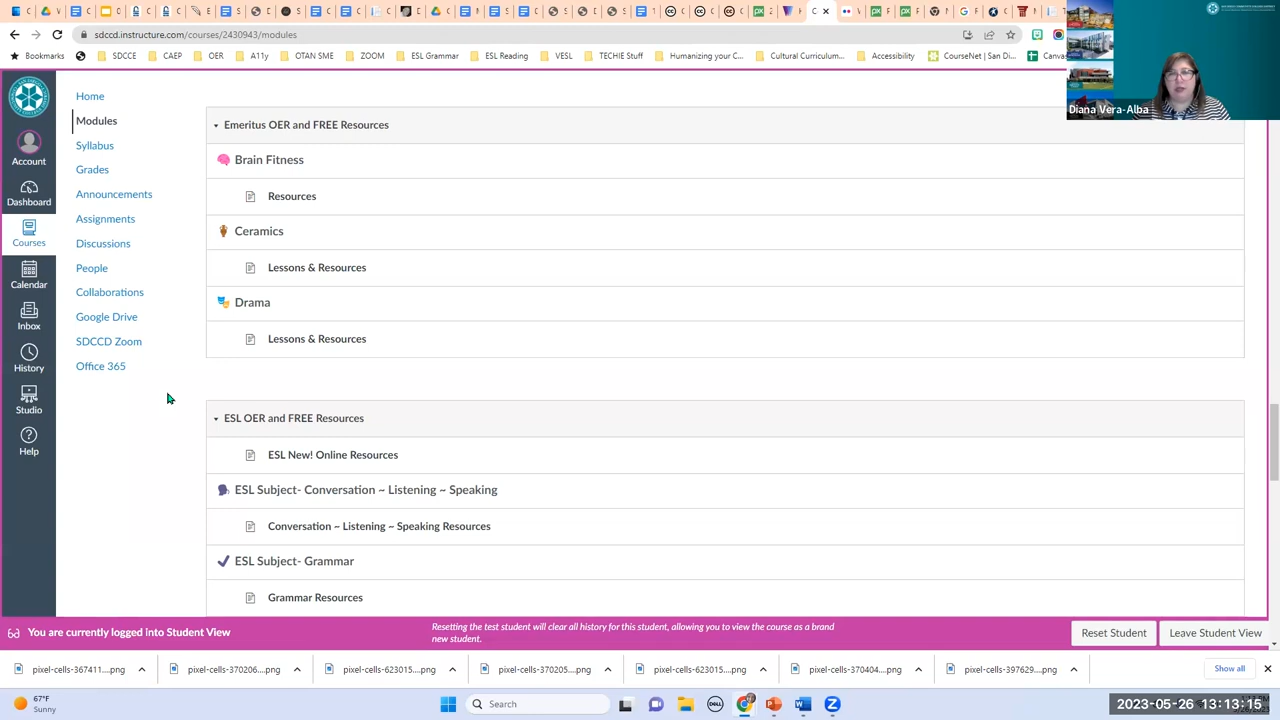 sdccd.instructure.com/courses/2430943/modules
Bookmarks
SDCCE
CAEP
OER
A11y
OTAN SME
ESL Grammar
ESL Reading
VESL
TECHIE Stuff
Humanizing your C...
Cultural Curriculum...
Accessibility
CourseNet | San Di...
Canvas
Diana Vera-Alba
Account
Dashboard
Courses
Calendar
Inbox
History
Studio
Help
Home
Modules
Syllabus
Grades
Announcements
Assignments
Discussions
People
Collaborations
Google Drive
SDCCD Zoom
Office 365
Emeritus OER and FREE Resources
Brain Fitness
Resources
Ceramics
Lessons & Resources
Drama
Lessons & Resources
ESL OER and FREE Resources
ESL New! Online Resources
ESL Subject- Conversation ~ Listening ~ Speaking
Conversation ~ Listening ~ Speaking Resources
ESL Subject- Grammar
Grammar Resources
You are currently logged into Student View
Resetting the test student will clear all history for this student, allowing you to view the course as a brand
new student.
Reset Student
Leave Student View
pixel-cells-367411....png
pixel-cells-370206....png
pixel-cells-623015....png
pixel-cells-370205....png
pixel-cells-623015....png
pixel-cells-370404....png
pixel-cells-397629....png
Show all
67°F
Sunny
Search
2023-05-26 13:13:15